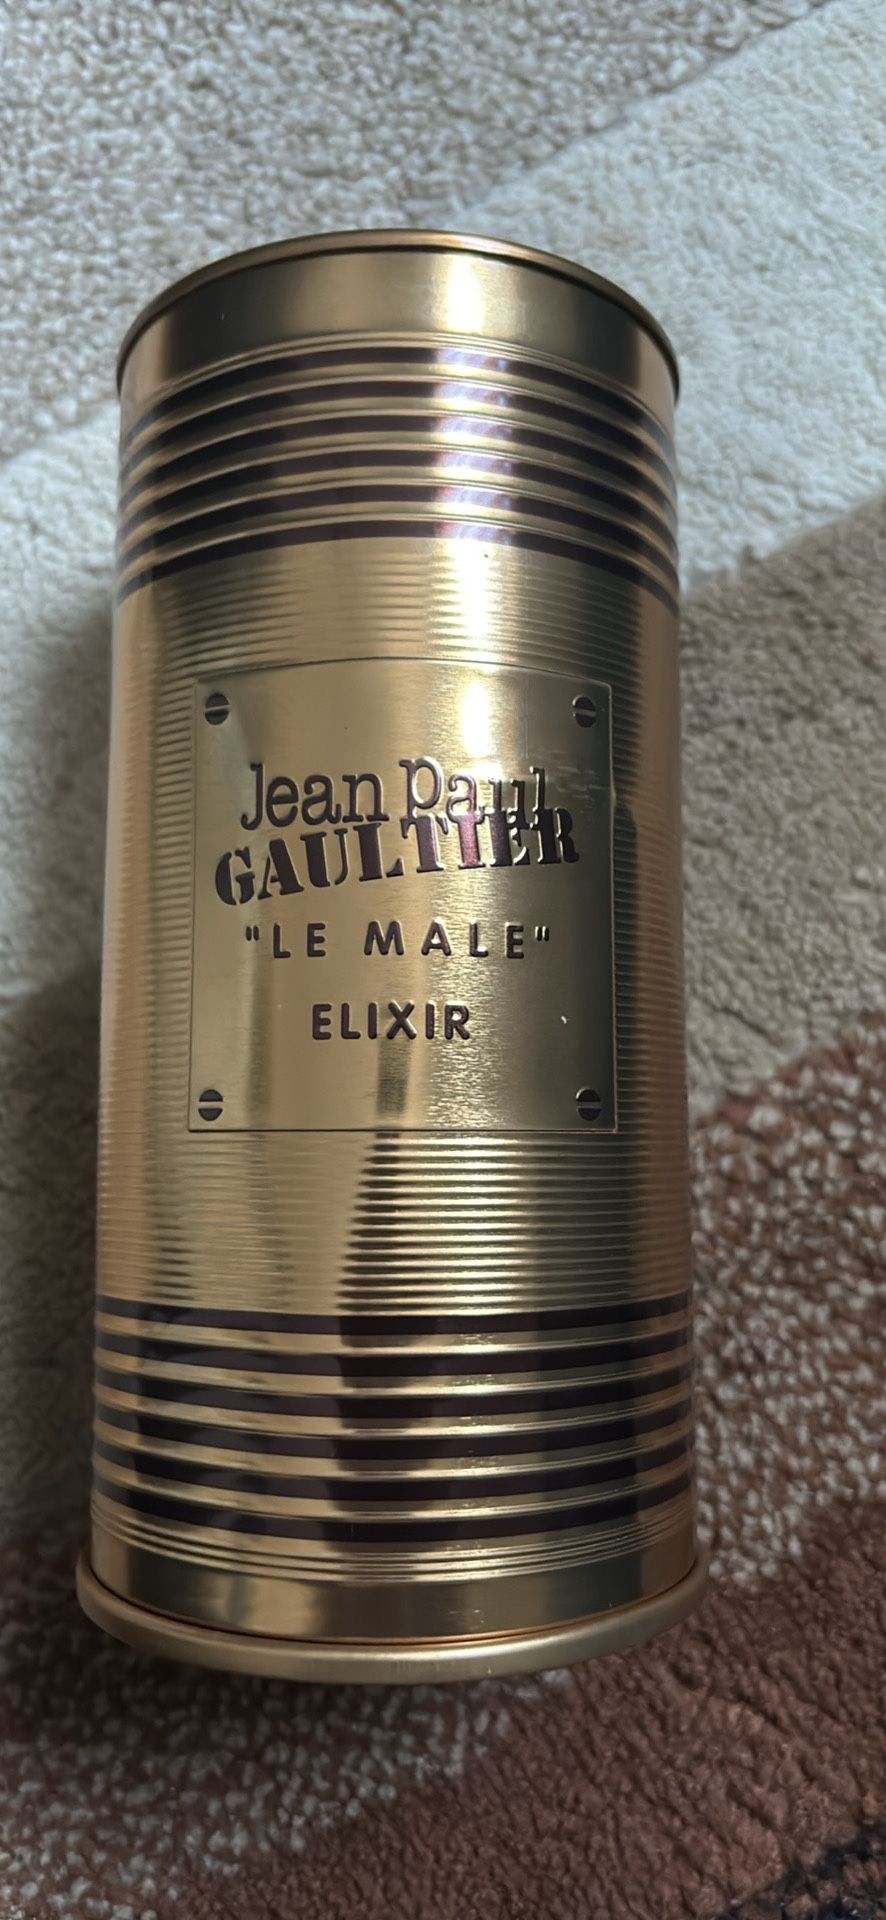 Jean Paul
GAULTIER
"LE MALE"
ELIXIR